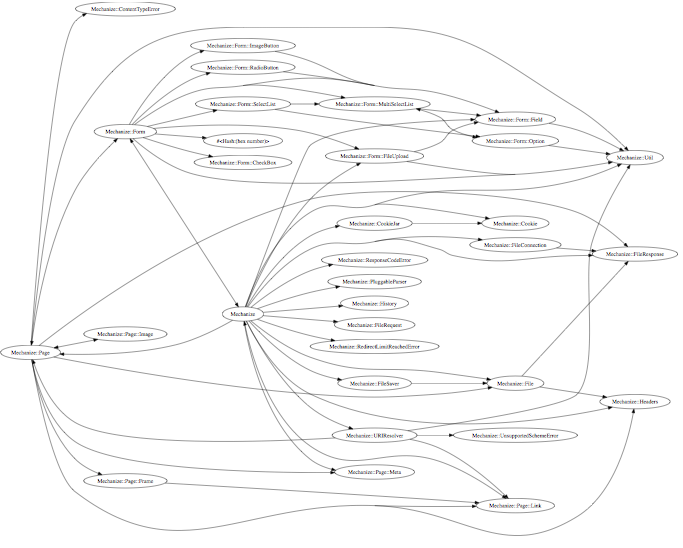 Mechanize::ContentTypeError
Mechanize::Form::ImageButton
Mechanize::Form::RadioButton
Mechanize::Form::SelectList
Mechanize::Form::MultiSelectList
Mechanize::Form::Field
Mechanize::Form
#<Hash:(hex number)>
Mechanize::Form::Option
Mechanize::Form::CheckBox
Mechanize::Form::FileUpload
Mechanize::Util
Mechanize::CookieJar
Mechanize::Cookie
Mechanize::FileConnection
Mechanize::FileResponse
Mechanize::ResponseCodeError
Mechanize::PluggableParser
Mechanize::History
Mechanize
Mechanize::FileRequest
Mechanize::Page::Image
Mechanize::RedirectLimitReachedError
Mechanize::Page
Mechanize::FileSaver
Mechanize::File
Mechanize::Headers
Mechanize::URIResolver
Mechanize::UnsupportedSchemeError
Mechanize::Page::Meta
Mechanize::Page::Frame
Mechanize::Page::Link